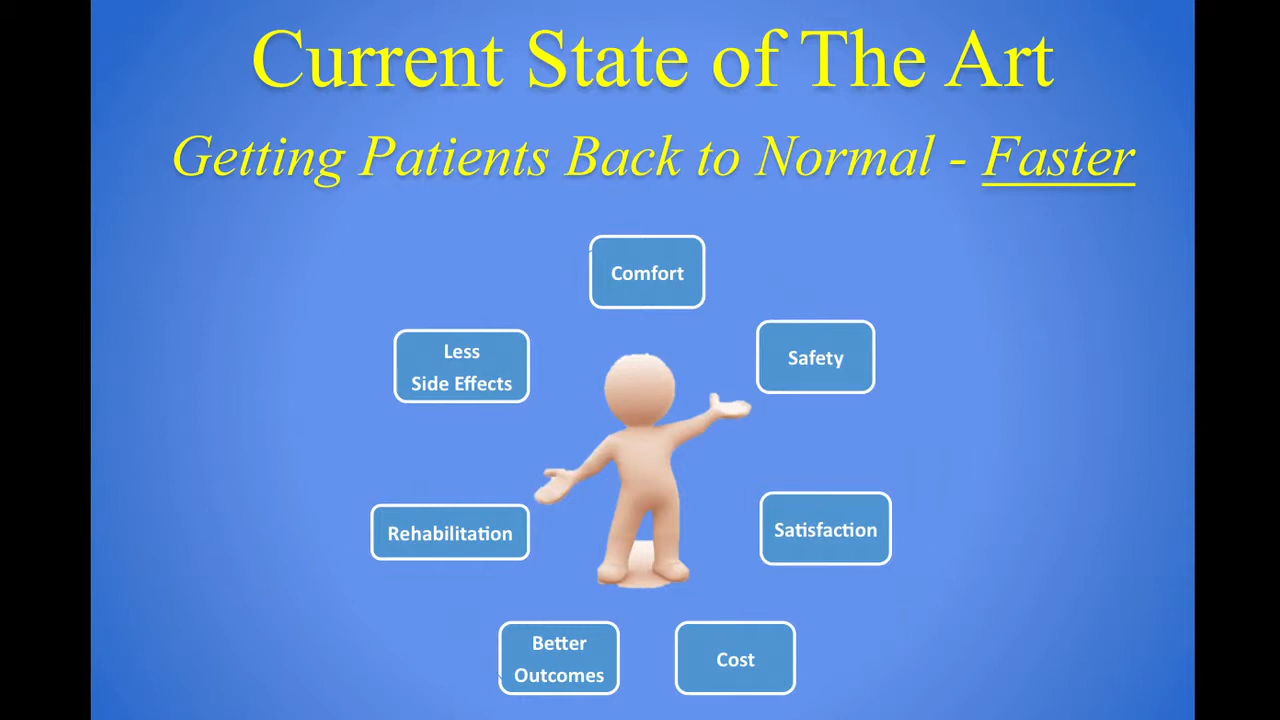 Current State of The Art
Getting Patients Back to Normal - Faster
Comfort
Less
Side Effects
Safety
Rehabilitation
Satisfaction
Better
Outcomes
Cost